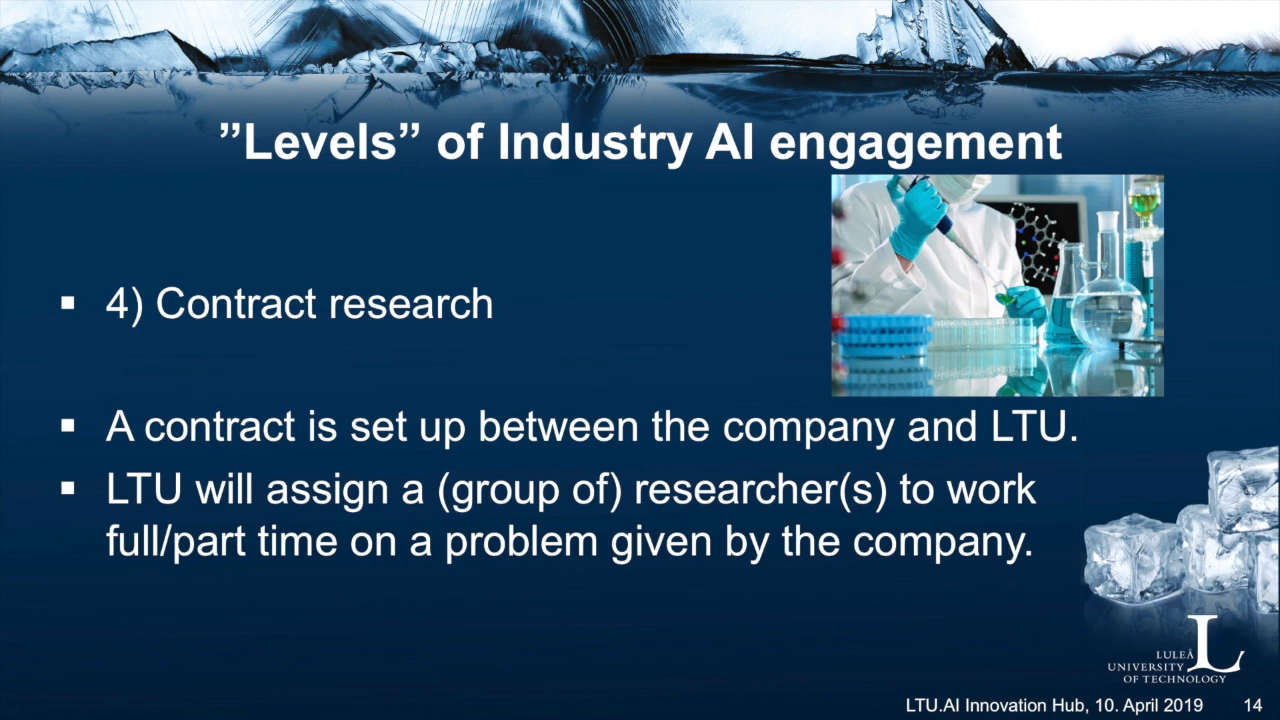 ”Levels” of Industry AI engagement
▪ 4) Contract research
▪ A contract is set up between the company and LTU.
▪ LTU will assign a (group of) researcher(s) to work
full/part time on a problem given by the company.
LULEÅ
UNIVERSITY
OF TECHNOLOGY
L
LTU.AI Innovation Hub, 10. April 2019
14